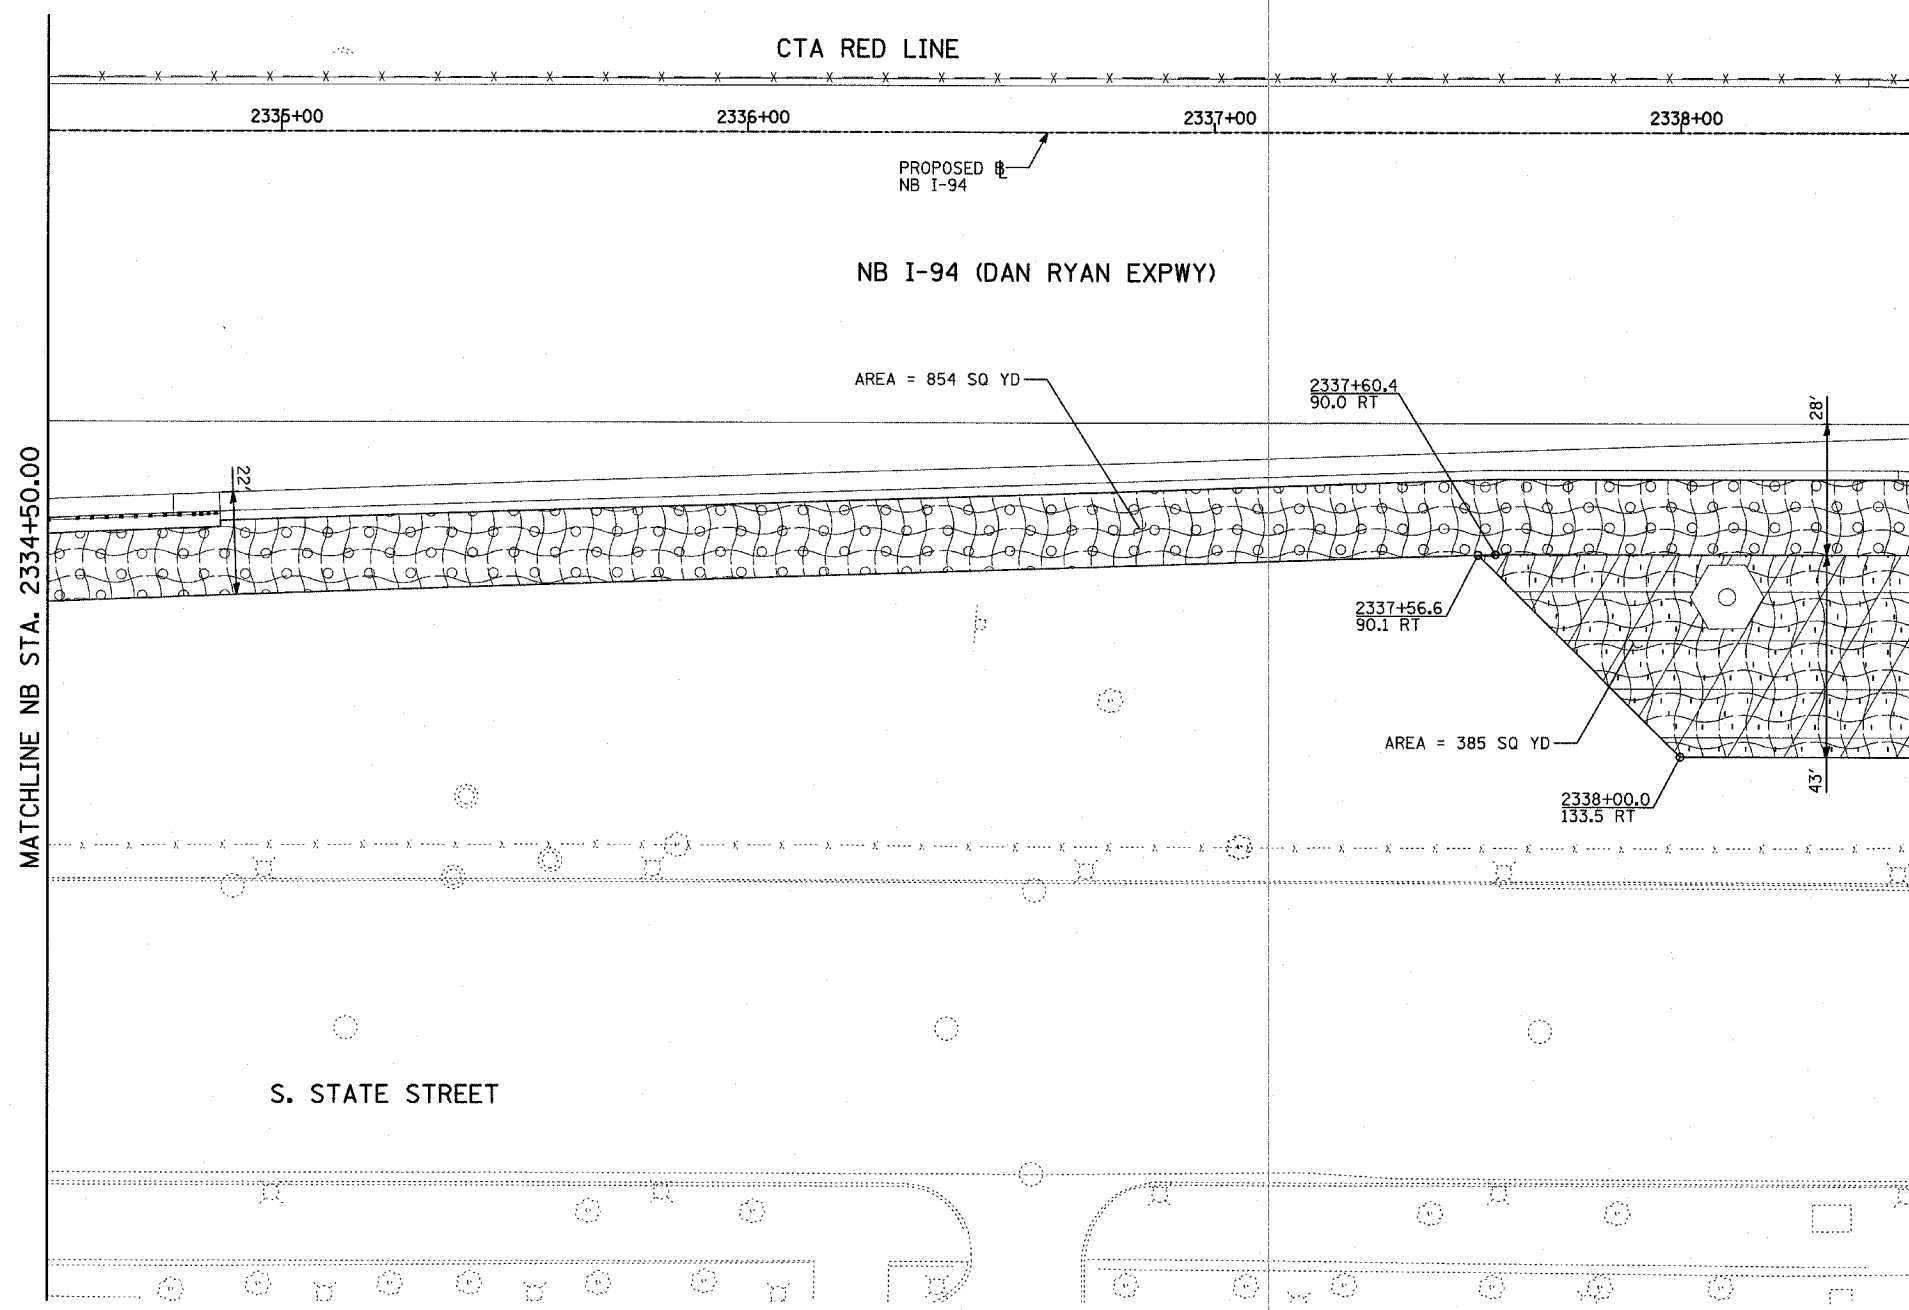 CTA RED LINE
2335+00
2336+00
2337+00
2338+00
PROPOSED ℄
NB I-94
NB I-94 (DAN RYAN EXPWY)
AREA = 854 SQ YD
2337+60.4
90.0 RT
28'
22'
MATCHLINE NB STA. 2334+50.00
2337+56.6
90.1 RT
AREA = 385 SQ YD
43'
2338+00.0
133.5 RT
S. STATE STREET